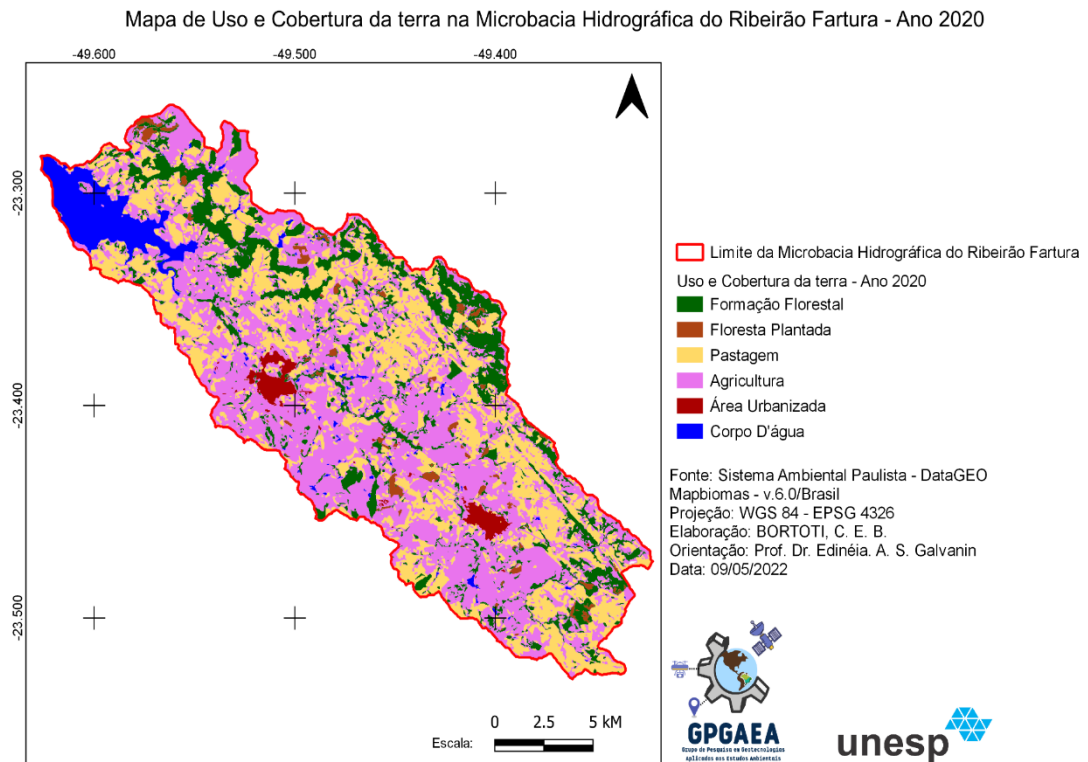 Mapa de Uso e Cobertura da terra na Microbacia Hidrográfica do Ribeirão Fartura - Ano 2020
-49.600
-49.500
-49.400
-23.300
-23.400
-23.500
Limite da Microbacia Hidrográfica do Ribeirão Fartura
Uso e Cobertura da terra - Ano 2020
Formação Florestal
Floresta Plantada
Pastagem
Agricultura
Área Urbanizada
Corpo D'água
Fonte: Sistema Ambiental Paulista - DataGEO
Mapbiomas - v.6.0/Brasil
Projeção: WGS 84 - EPSG 4326
Elaboração: BORTOTI, C. E. B.
Orientação: Prof. Dr. Edinéia. A. S. Galvanin
Data: 09/05/2022
0 2.5 5 kM
Escala:
GPGAEA
Grupo de Pesquisa em Geotecnologias
Aplicadas aos Estudos Ambientais
unesp